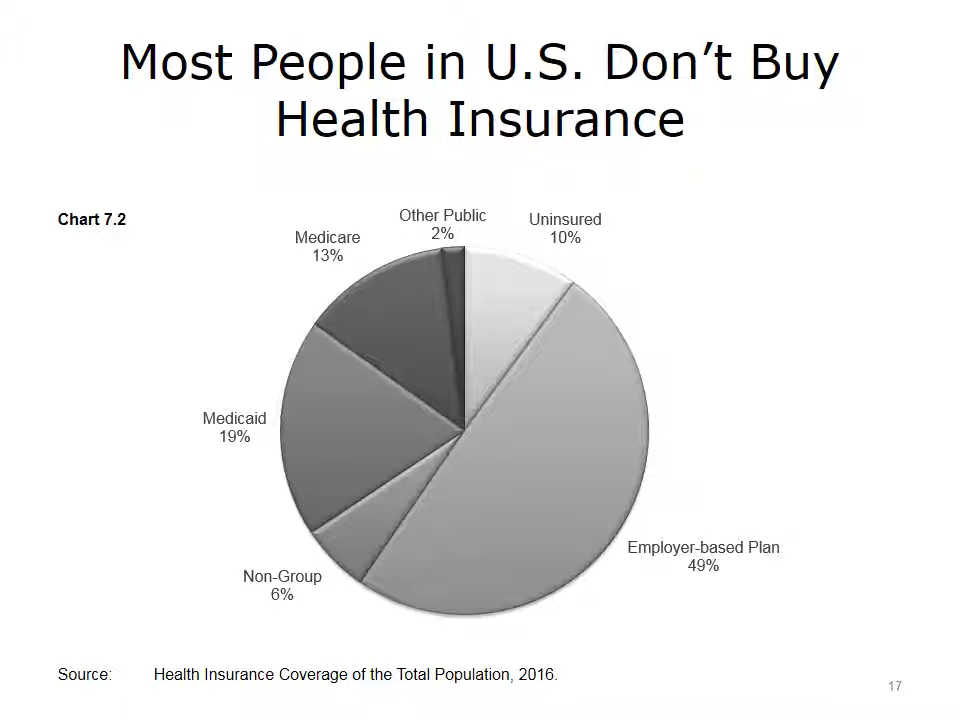 Most People in U.S. Don’t Buy
Health Insurance
Chart 7.2
Other Public
2%
Uninsured
10%
Medicare
13%
Medicaid
19%
Employer-based Plan
49%
Non-Group
6%
Source: Health Insurance Coverage of the Total Population, 2016.
17